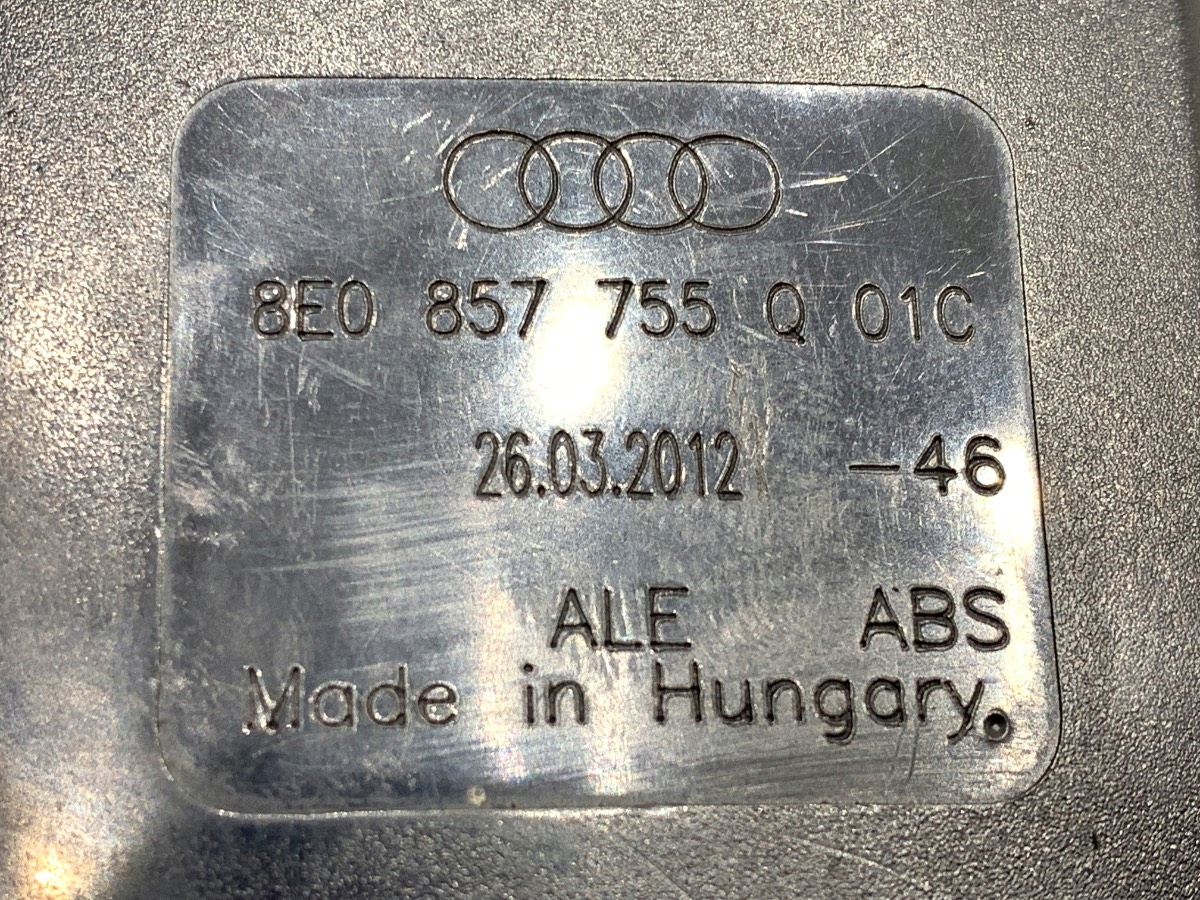 8E0 857 755 Q 01C
26.03.2012 -46
ALE ABS
Made in Hungary.